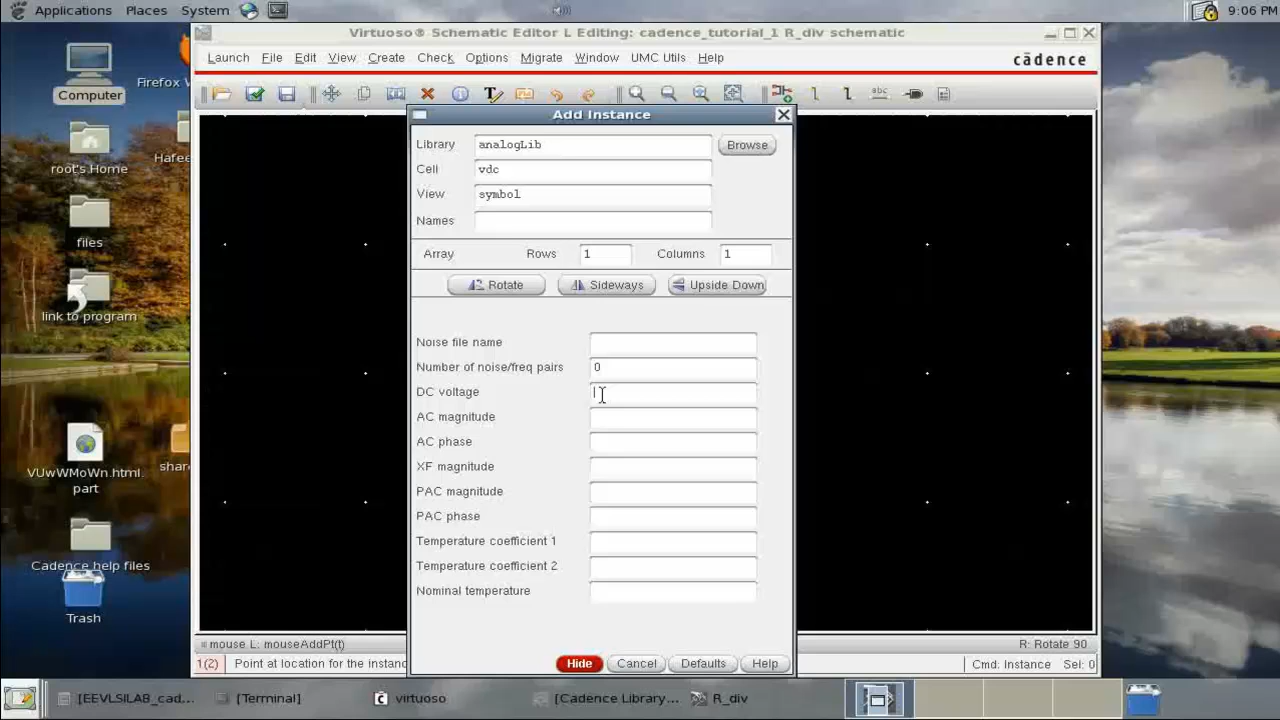 Applications Places System 9:06 PM
Virtuoso® Schematic Editor L Editing: cadence_tutorial_1 R_div schematic
Launch File Edit View Create Check Options Migrate Window UMC Utils Help cādence
Computer
Firefox
root's Home
Hafee
files
link to program
VUwWMoWn.html.
part
shar
Cadence help files
Trash
abc
Add Instance
Library analogLib Browse
Cell vdc
View symbol
Names
Array Rows 1 Columns 1
Rotate Sideways Upside Down
Noise file name
Number of noise/freq pairs 0
DC voltage
AC magnitude
AC phase
XF magnitude
PAC magnitude
PAC phase
Temperature coefficient 1
Temperature coefficient 2
Nominal temperature
Hide Cancel Defaults Help
mouse L: mouseAddPt(t) R: Rotate 90
1(2) Point at location for the instanc Cmd: Instance Sel: 0
[EEVLSILAB_cad... [Terminal] virtuoso [Cadence Library... R_div